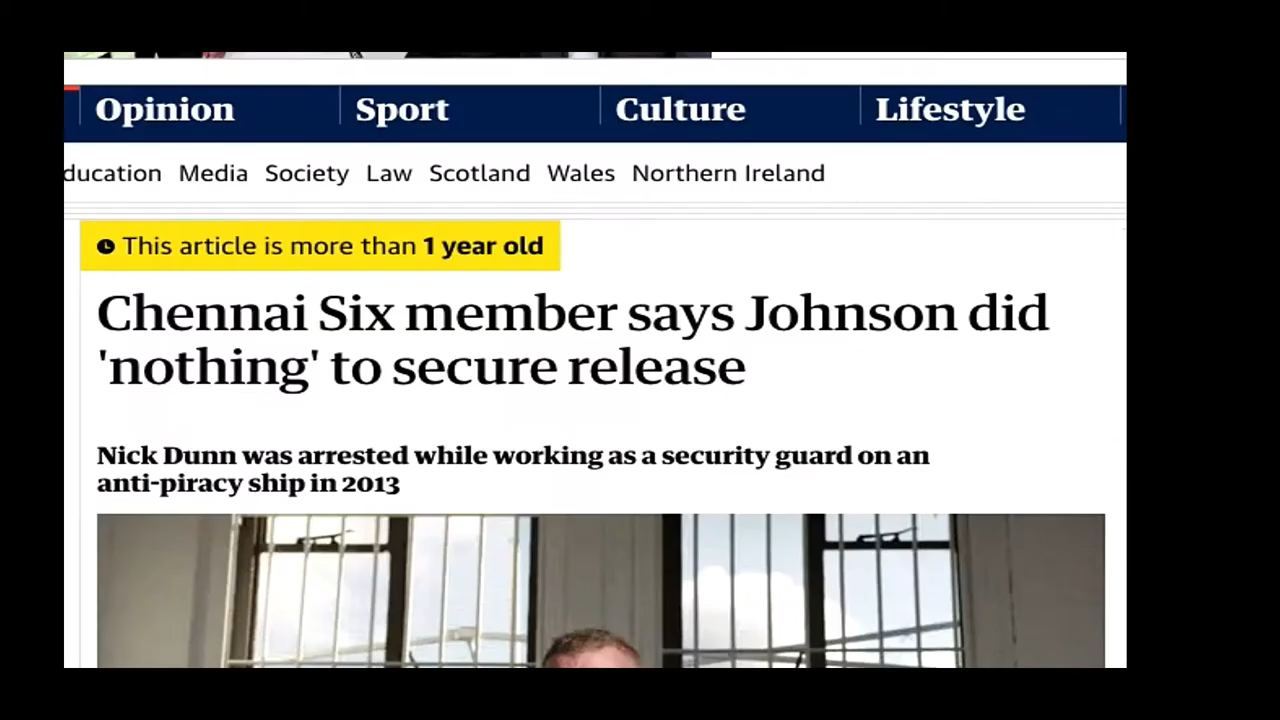 Opinion Sport Culture Lifestyle
ducation Media Society Law Scotland Wales Northern Ireland
This article is more than 1 year old
Chennai Six member says Johnson did
'nothing' to secure release
Nick Dunn was arrested while working as a security guard on an
anti-piracy ship in 2013